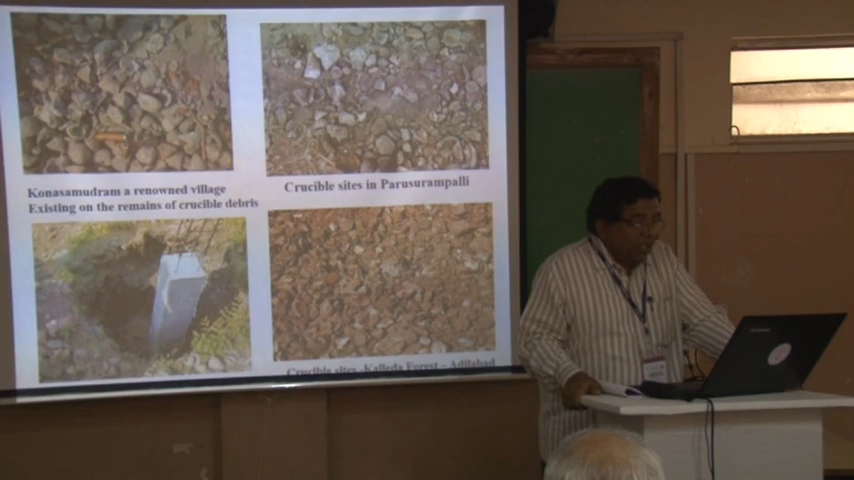 Konasamudram a renowned village
Existing on the remains of crucible debris
Crucible sites in Parusurampalli
Crucible sites -Kalleda Forest – Adilabad